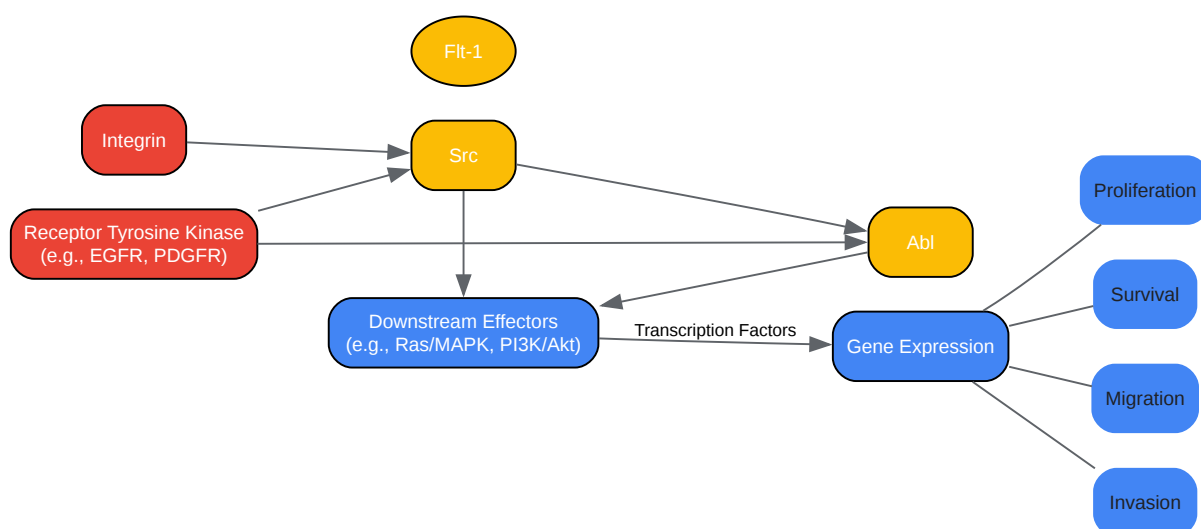 Flt-1
Integrin
Src
Receptor Tyrosine Kinase
(e.g., EGFR, PDGFR)
Abl
Downstream Effectors
(e.g., Ras/MAPK, PI3K/Akt)
Transcription Factors
Gene Expression
Proliferation
Survival
Migration
Invasion